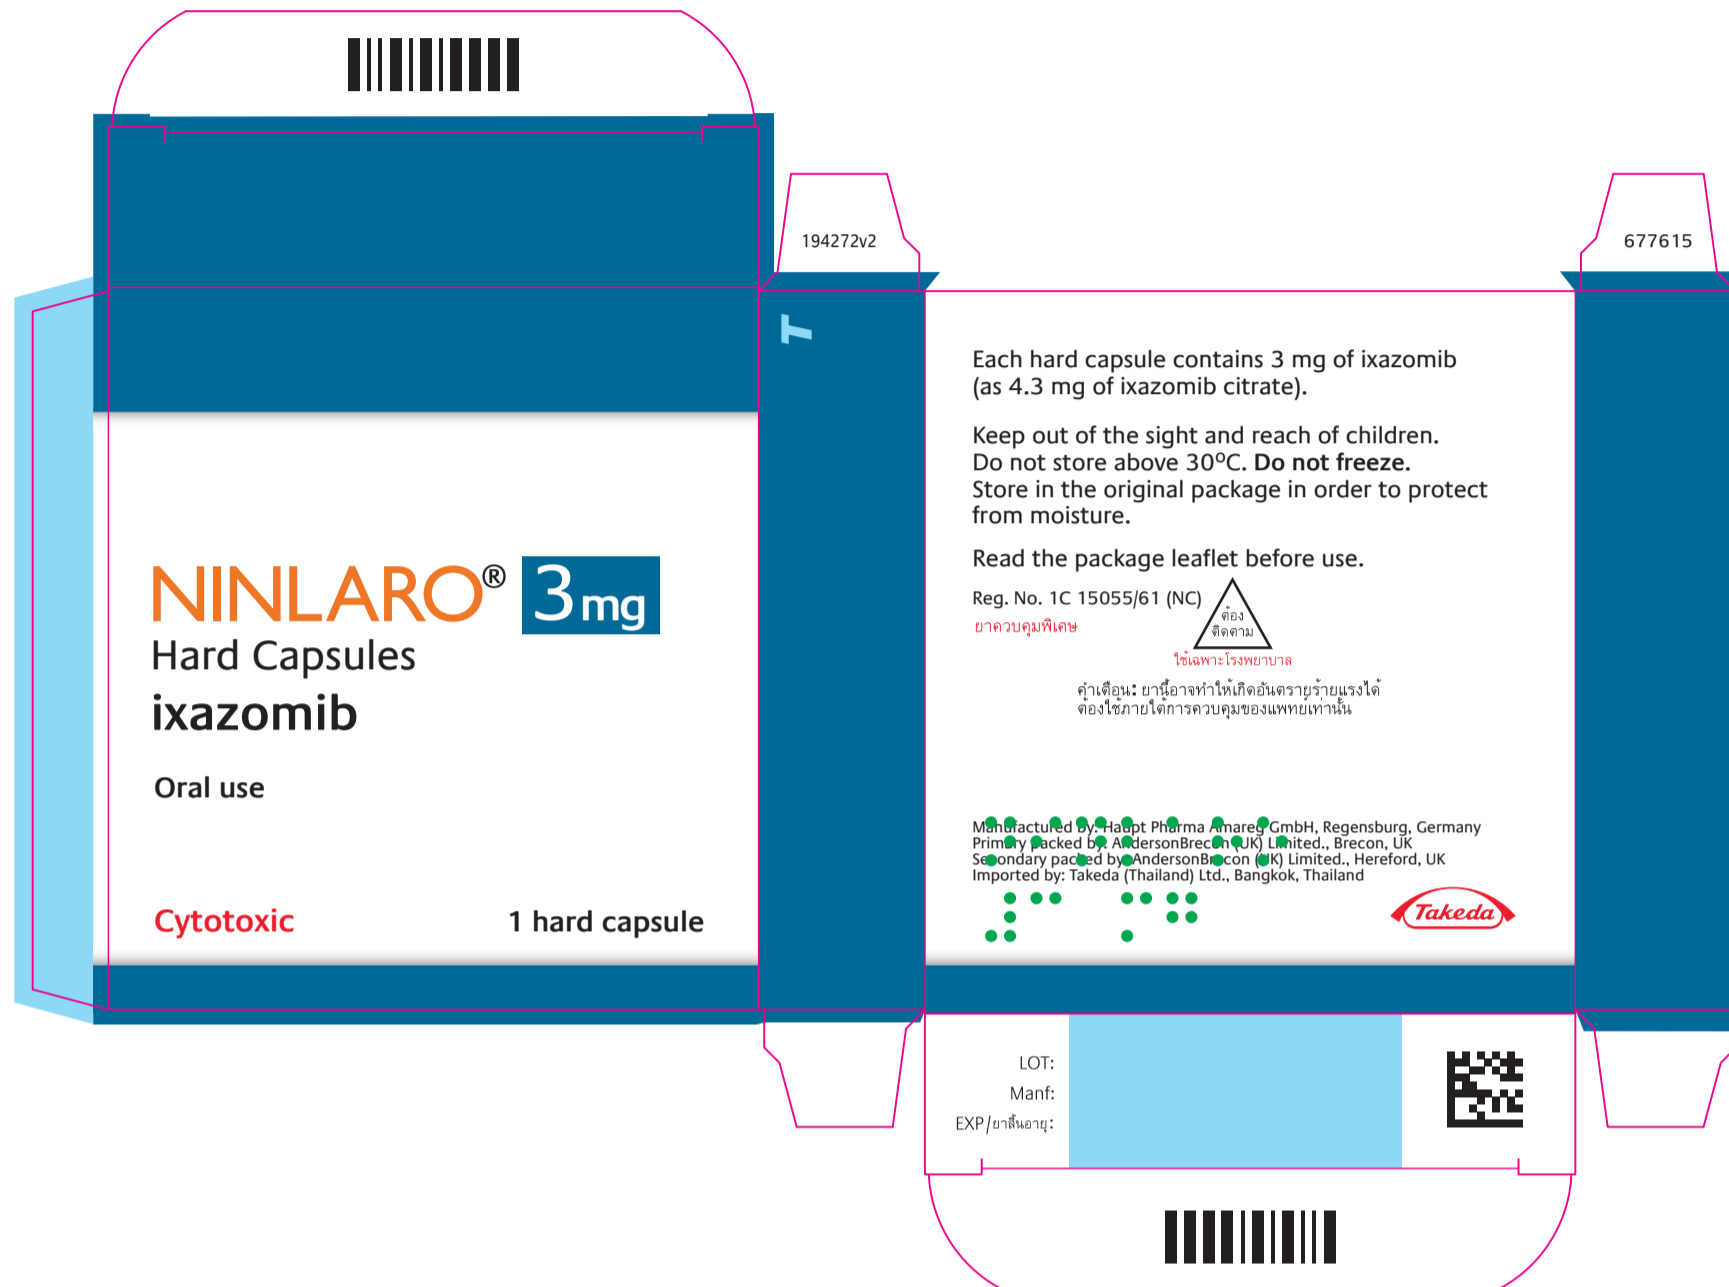 194272v2
677615
T
NINLARO® 3 mg
Hard Capsules
ixazomib
Oral use
Cytotoxic
1 hard capsule
Each hard capsule contains 3 mg of ixazomib
(as 4.3 mg of ixazomib citrate).
Keep out of the sight and reach of children.
Do not store above 30ºC. Do not freeze.
Store in the original package in order to protect
from moisture.
Read the package leaflet before use.
Reg. No. 1C 15055/61 (NC)
ยาควบคุมพิเศษ
ต้อง
ติดตาม
ใช้เฉพาะโรงพยาบาล
คำเตือน: ยานี้อาจทำให้เกิดอันตรายร้ายแรงได้
ต้องใช้ภายใต้การควบคุมของแพทย์เท่านั้น
Manufactured by: Haupt Pharma Amareg GmbH, Regensburg, Germany
Primary packed by: AndersonBrecon (UK) Limited., Brecon, UK
Secondary packed by: AndersonBrecon (UK) Limited., Hereford, UK
Imported by: Takeda (Thailand) Ltd., Bangkok, Thailand
Takeda
LOT:
Manf:
EXP/ยาสิ้นอายุ: